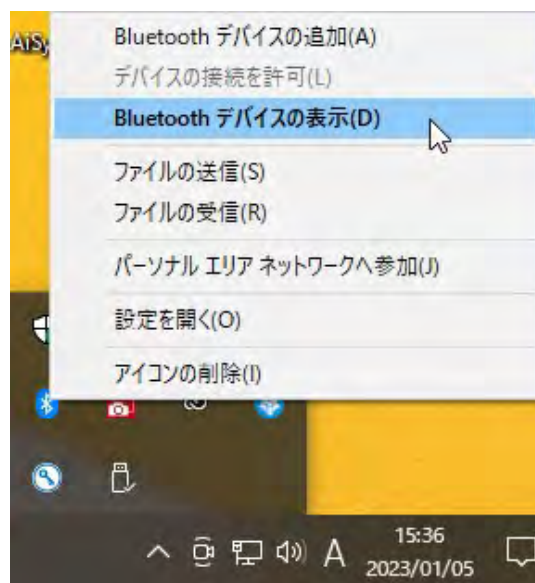 AiSy
Bluetooth デバイスの追加(A)
デバイスの接続を許可(L)
Bluetooth デバイスの表示(D)
ファイルの送信(S)
ファイルの受信(R)
パーソナル エリア ネットワークへ参加(J)
設定を開く(O)
アイコンの削除(I)
A
15:36
2023/01/05